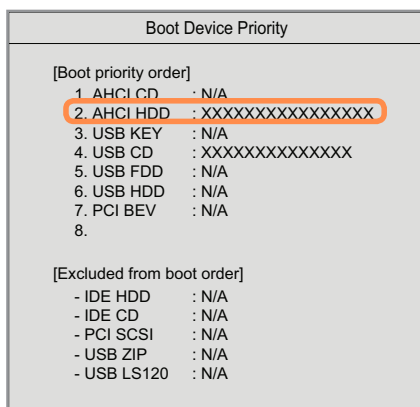 Boot Device Priority
[Boot priority order]
1. AHCI CD : N/A
2. AHCI HDD : XXXXXXXXXXXXXXXX
3. USB KEY : N/A
4. USB CD : XXXXXXXXXXXXXX
5. USB FDD : N/A
6. USB HDD : N/A
7. PCI BEV : N/A
8.
[Excluded from boot order]
- IDE HDD : N/A
- IDE CD : N/A
- PCI SCSI : N/A
- USB ZIP : N/A
- USB LS120 : N/A